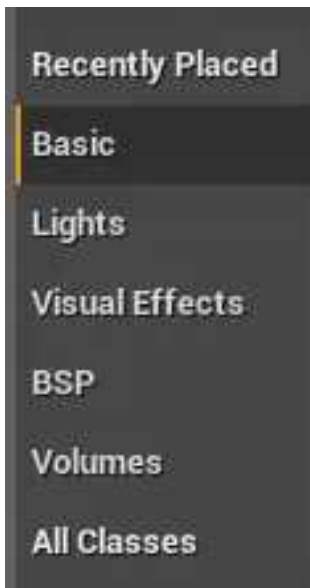 Recently Placed
Basic
Lights
Visual Effects
BSP
Volumes
All Classes